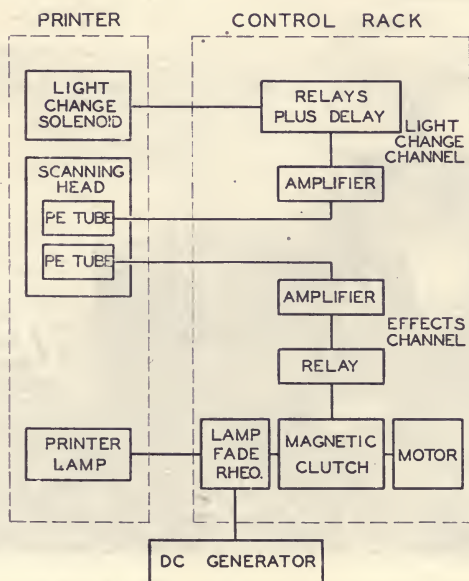 PRINTER
CONTROL RACK
LIGHT
CHANGE
SOLENOID
RELAYS
PLUS DELAY
LIGHT
CHANGE
CHANNEL
SCANNING
HEAD
AMPLIFIER
PE TUBE
PE TUBE
AMPLIFIER
EFFECTS
CHANNEL
RELAY
PRINTER
LAMP
LAMP
FADE
RHEO.
MAGNETIC
CLUTCH
MOTOR
DC GENERATOR